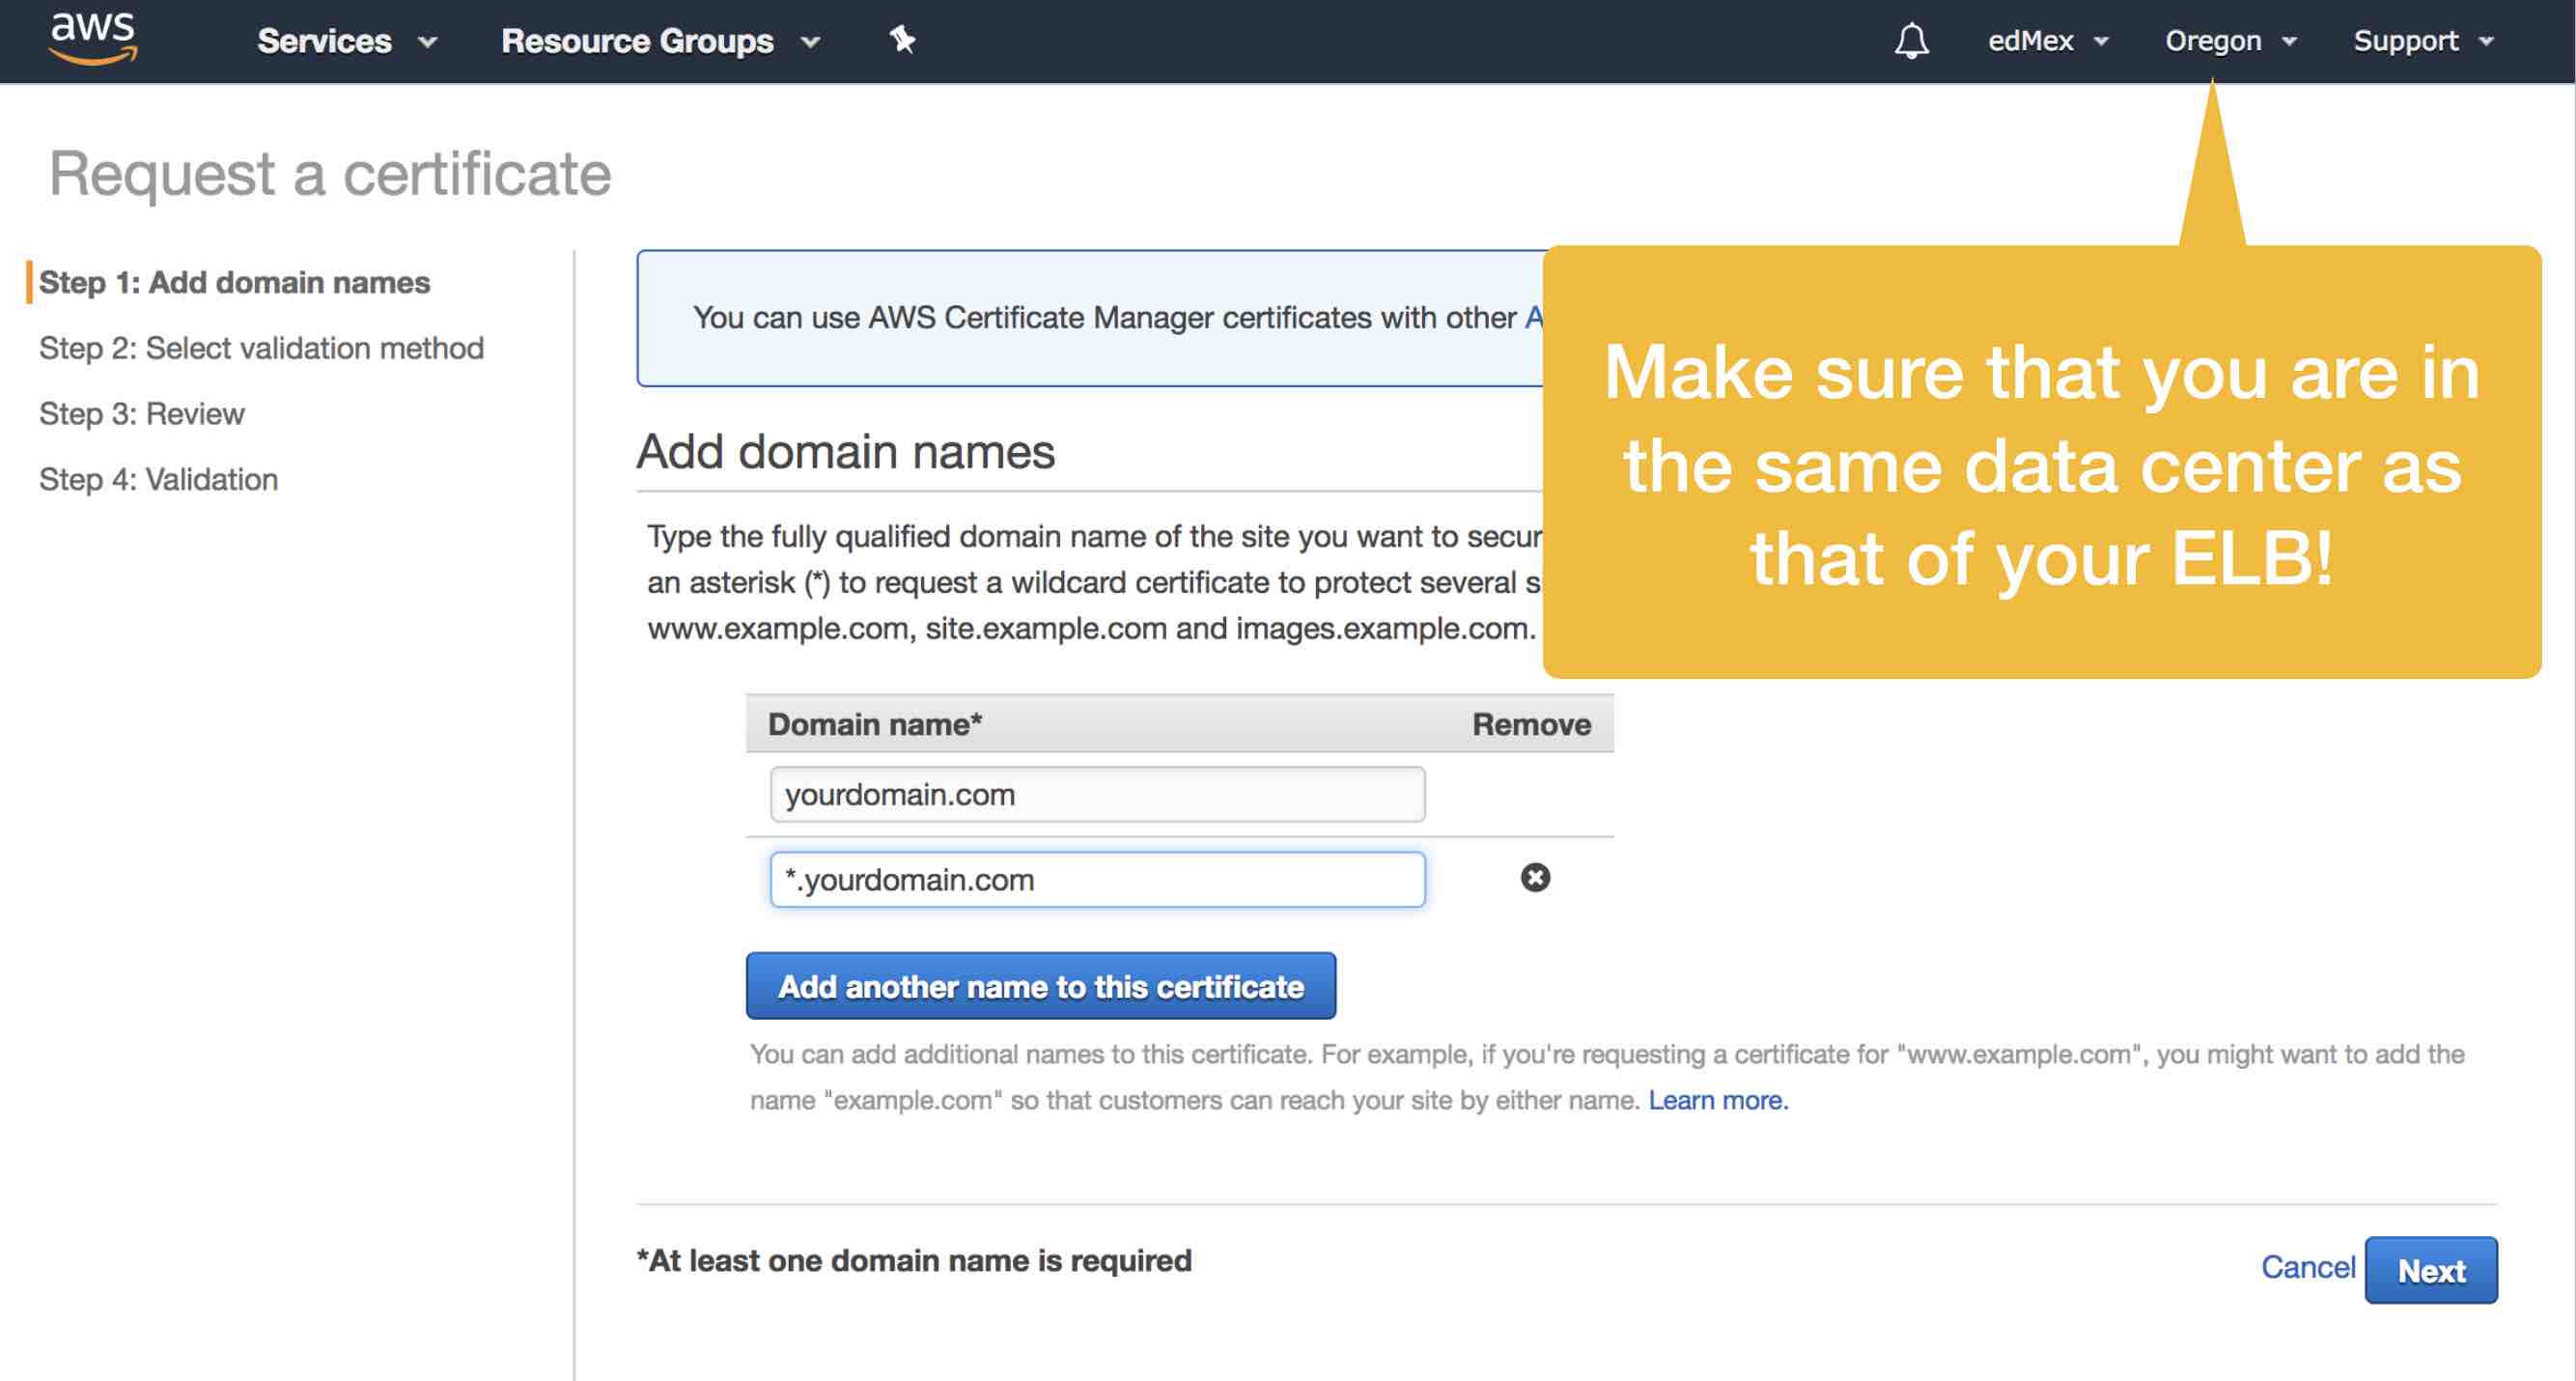 aws Services Resource Groups edMex Oregon Support
Request a certificate
Step 1: Add domain names
Step 2: Select validation method
Step 3: Review
Step 4: Validation
You can use AWS Certificate Manager certificates with other
Make sure that you are in
the same data center as
that of your ELB!
Add domain names
Type the fully qualified domain name of the site you want to
an asterisk (*) to request a wildcard certificate to protect several
www.example.com, site.example.com and images.example.com.
Domain name* Remove
yourdomain.com
*.yourdomain.com
Add another name to this certificate
You can add additional names to this certificate. For example, if you're requesting a certificate for "www.example.com", you might want to add the
name "example.com" so that customers can reach your site by either name. Learn more.
*At least one domain name is required
Cancel Next